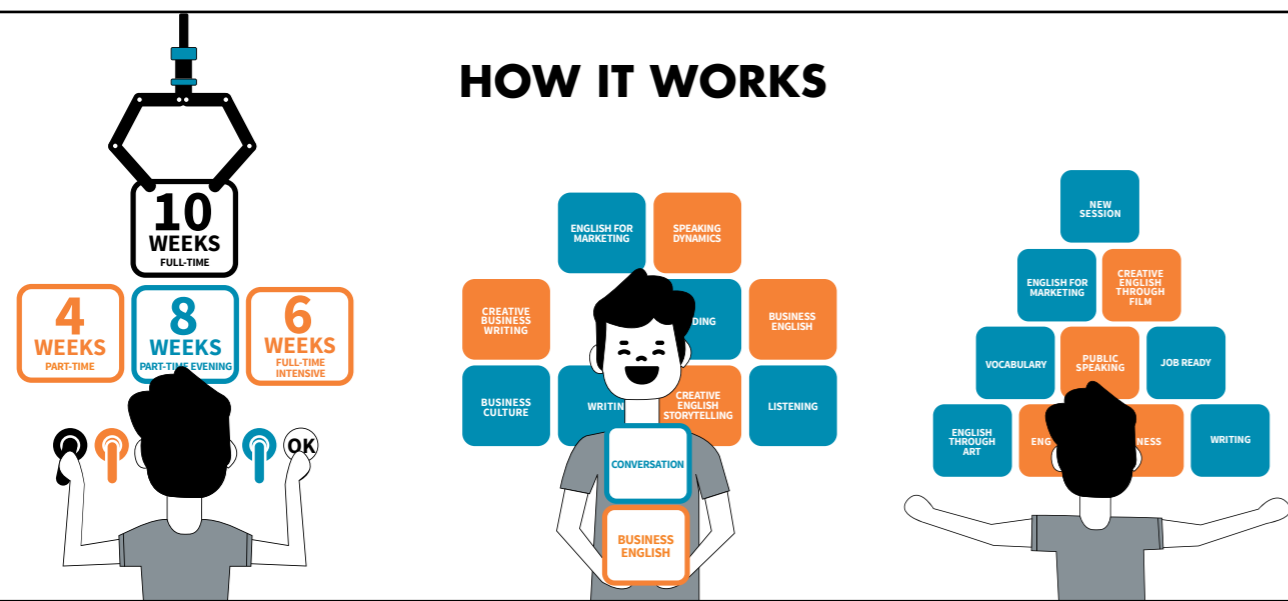 HOW IT WORKS
10
WEEKS
FULL-TIME
4
WEEKS
PART-TIME
8
WEEKS
PART-TIME EVENING
6
WEEKS
FULL-TIME
INTENSIVE
OK
ENGLISH FOR
MARKETING
SPEAKING
DYNAMICS
CREATIVE
BUSINESS
WRITING
BUSINESS
ENGLISH
BUSINESS
CULTURE
CREATIVE
ENGLISH
STORYTELLING
LISTENING
CONVERSATION
BUSINESS
ENGLISH
NEW
SESSION
ENGLISH FOR
MARKETING
CREATIVE
ENGLISH
THROUGH
FILM
VOCABULARY
PUBLIC
SPEAKING
JOB READY
ENGLISH
THROUGH
ART
WRITING